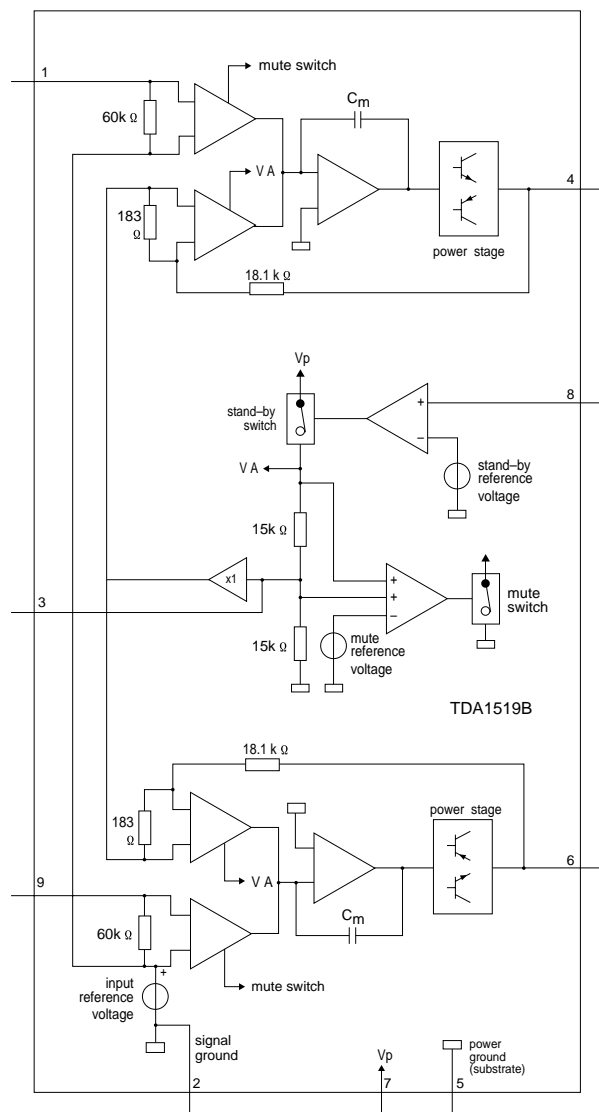 1
mute switch
60k Ω
Cm
V A
4
183
Ω
18.1 k Ω
power stage
Vp
8
stand–by
switch
+
–
V A
stand–by
reference
voltage
15k Ω
x1
+
+
–
mute
switch
3
15k Ω
mute
reference
voltage
TDA1519B
18.1 k Ω
power stage
183
Ω
V A
6
9
Cm
60k Ω
+
input
reference
voltage
mute switch
signal
ground
Vp
power
ground
(substrate)
2
7
5